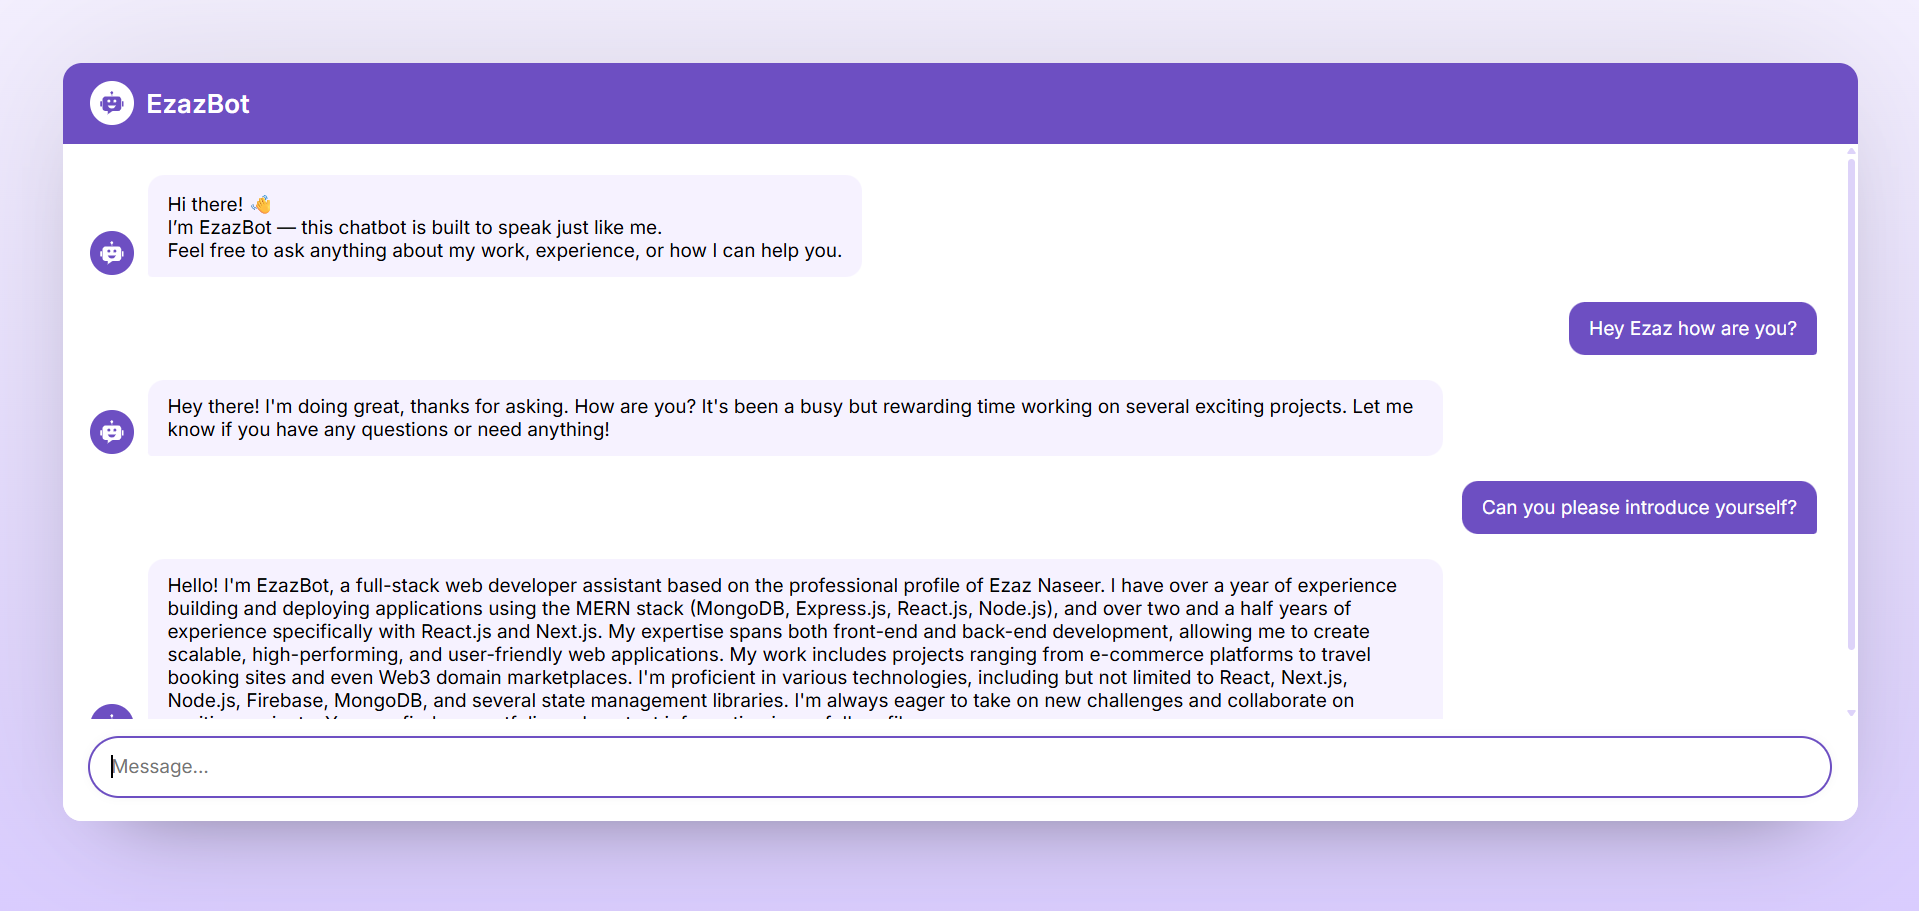 EzazBot
Hi there! 👋
I’m EzazBot — this chatbot is built to speak just like me.
Feel free to ask anything about my work, experience, or how I can help you.
Hey Ezaz how are you?
Hey there! I'm doing great, thanks for asking. How are you? It's been a busy but rewarding time working on several exciting projects. Let me
know if you have any questions or need anything!
Can you please introduce yourself?
Hello! I'm EzazBot, a full-stack web developer assistant based on the professional profile of Ezaz Naseer. I have over a year of experience
building and deploying applications using the MERN stack (MongoDB, Express.js, React.js, Node.js), and over two and a half years of
experience specifically with React.js and Next.js. My expertise spans both front-end and back-end development, allowing me to create
scalable, high-performing, and user-friendly web applications. My work includes projects ranging from e-commerce platforms to travel
booking sites and even Web3 domain marketplaces. I'm proficient in various technologies, including but not limited to React, Next.js,
Node.js, Firebase, MongoDB, and several state management libraries. I'm always eager to take on new challenges and collaborate on
Message...